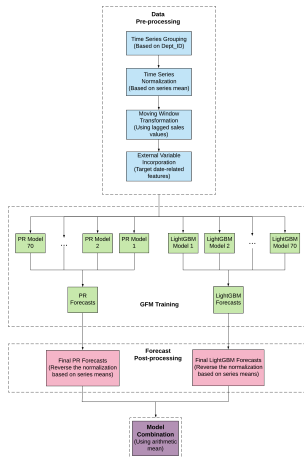 Data
Pre-processing
Time Series Grouping
(Based on Dept_ID)
Time Series
Normalization
(Based on series mean)
Moving Window
Transformation
(Using lagged sales
values)
External Variable
Incorporation
(Target date-related
features)
PR Model
70
...
PR Model
2
PR Model
1
LightGBM
Model 1
LightGBM
Model 2
...
LightGBM
Model 70
PR
Forecasts
LightGBM
Forecasts
GFM Training
Forecast
Post-processing
Final PR Forecasts
(Reverse the normalization
based on series means)
Final LightGBM Forecasts
(Reverse the normalization
based on series means)
Model
Combination
(Using arithmetic
mean)